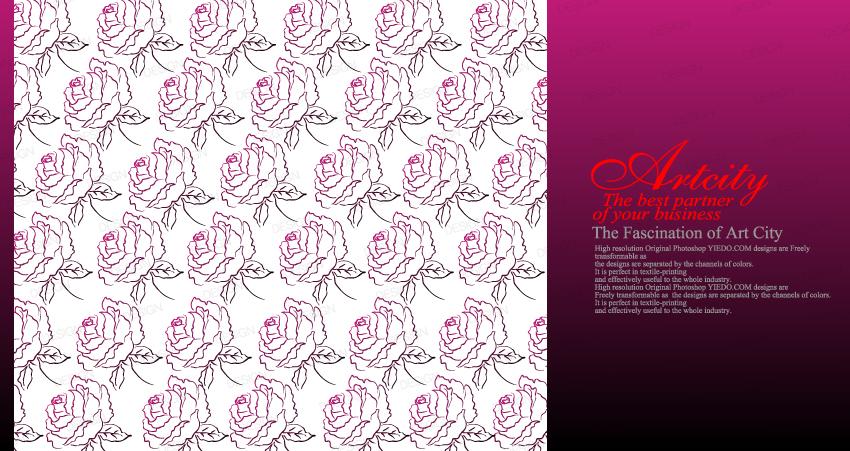 Artcity
The best partner
of your business
The Fascination of Art City
High resolution Original Photoshop YIEDO.COM designs are Freely
transformable as
the designs are separated by the channels of colors.
It is perfect in textile-printing
and effectively useful to the whole industry.
High resolution Original Photoshop YIEDO.COM designs are
Freely transformable as the designs are separated by the channels of colors.
It is perfect in textile-printing
and effectively useful to the whole industry.